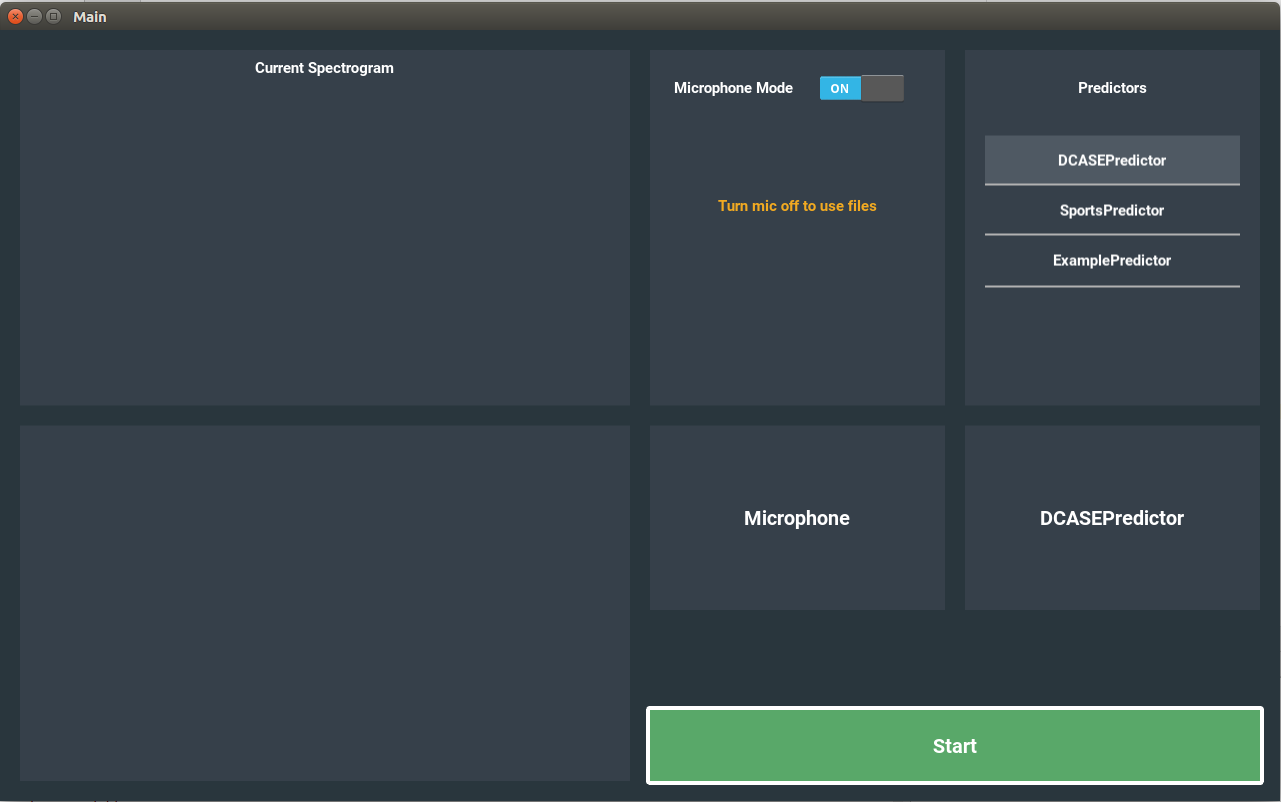 Main
Current Spectrogram
Microphone Mode
ON
Turn mic off to use files
Predictors
DCASEPredictor
SportsPredictor
ExamplePredictor
Microphone
DCASEPredictor
Start